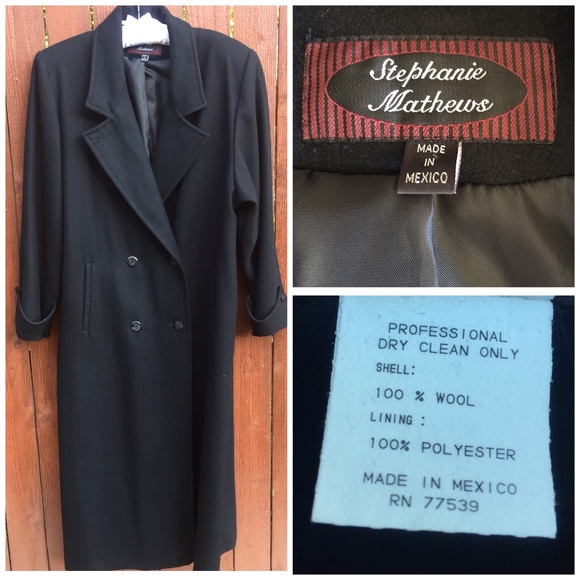 Stephanie
Mathews
MADE
IN
MEXICO
PROFESSIONAL
DRY CLEAN ONLY
SHELL:
100 % WOOL
LINING :
100% POLYESTER
MADE IN MEXICO
RN 77539